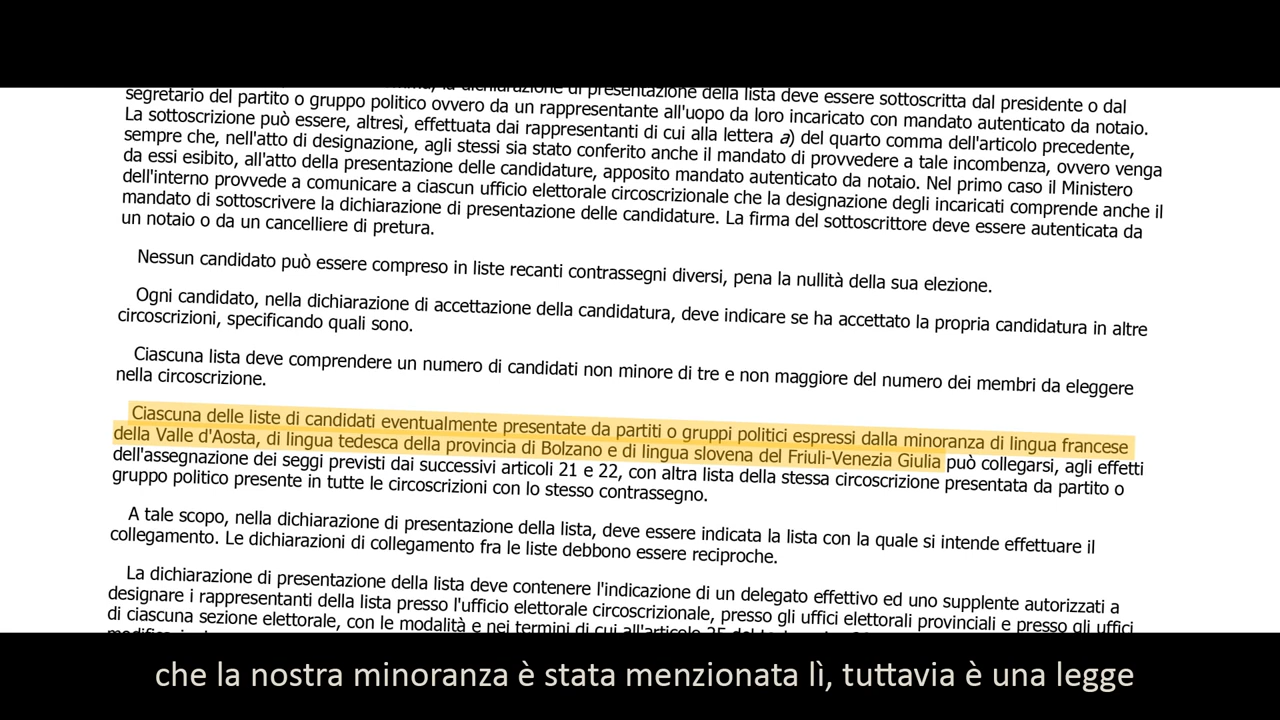 presentazione della lista deve essere sottoscritta dal presidente o dal
segretario del partito o gruppo politico ovvero da un rappresentante all'uopo da loro incaricato con mandato autenticato da notaio.
La sottoscrizione può essere, altresì, effettuata dai rappresentanti di cui alla lettera a) del quarto comma dell'articolo precedente,
sempre che, nell'atto di designazione, agli stessi sia stato conferito anche il mandato di provvedere a tale incombenza, ovvero venga
da essi esibito, all'atto della presentazione delle candidature, apposito mandato autenticato da notaio. Nel primo caso il Ministero
dell'interno provvede a comunicare a ciascun ufficio elettorale circoscrizionale che la designazione degli incaricati comprende anche il
mandato di sottoscrivere la dichiarazione di presentazione delle candidature. La firma del sottoscrittore deve essere autenticata da
un notaio o da un cancelliere di pretura.
Nessun candidato può essere compreso in liste recanti contrassegni diversi, pena la nullità della sua elezione.
Ogni candidato, nella dichiarazione di accettazione della candidatura, deve indicare se ha accettato la propria candidatura in altre
circoscrizioni, specificando quali sono.
Ciascuna lista deve comprendere un numero di candidati non minore di tre e non maggiore del numero dei membri da eleggere
nella circoscrizione.
Ciascuna delle liste di candidati eventualmente presentate da partiti o gruppi politici espressi dalla minoranza di lingua francese
della Valle d'Aosta, di lingua tedesca della provincia di Bolzano e di lingua slovena del Friuli-Venezia Giulia può collegarsi, agli effetti
dell'assegnazione dei seggi previsti dai successivi articoli 21 e 22, con altra lista della stessa circoscrizione presentata da partito o
gruppo politico presente in tutte le circoscrizioni con lo stesso contrassegno.
A tale scopo, nella dichiarazione di presentazione della lista, deve essere indicata la lista con la quale si intende effettuare il
collegamento. Le dichiarazioni di collegamento fra le liste debbono essere reciproche.
La dichiarazione di presentazione della lista deve contenere l'indicazione di un delegato effettivo ed uno supplente autorizzati a
designare i rappresentanti della lista presso l'ufficio elettorale circoscrizionale, presso gli uffici elettorali provinciali e presso gli uffici
di ciascuna sezione elettorale, con le modalità e nei termini di cui all'articolo 25
che la nostra minoranza è stata menzionata lì, tuttavia è una legge